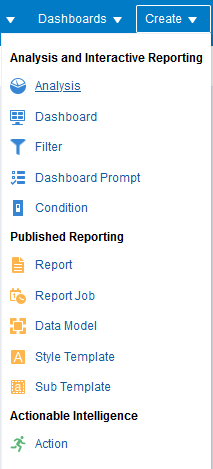 Dashboards Create
Analysis and Interactive Reporting
Analysis
Dashboard
Filter
Dashboard Prompt
Condition
Published Reporting
Report
Report Job
Data Model
A Style Template
a Sub Template
Actionable Intelligence
Action